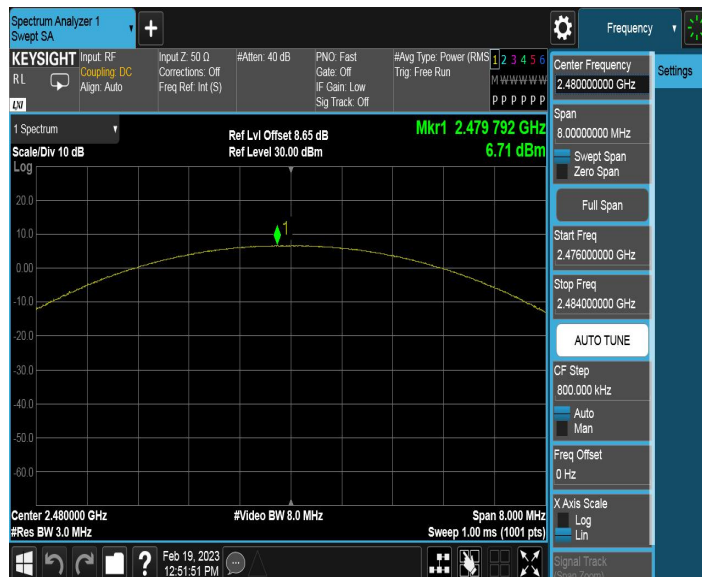 Spectrum Analyzer 1
Swept SA
Frequency
KEYSIGHT
RL
LXI
Input: RF
Coupling: DC
Align: Auto
Input Z: 50 Ω
Corrections: Off
Freq Ref: Int (S)
#Atten: 40 dB
PNO: Fast
Gate: Off
IF Gain: Low
Sig Track: Off
#Avg Type: Power (RMS
Trig: Free Run
1 2 3 4 5 6
M W W W W W
P P P P P P
1 Spectrum
Scale/Div 10 dB
Ref Lvl Offset 8.65 dB
Ref Level 30.00 dBm
Mkr1 2.479 792 GHz
6.71 dBm
Log
20.0
10.0
0.00
-10.0
-20.0
-30.0
-40.0
-50.0
-60.0
1
Center 2.480000 GHz
#Res BW 3.0 MHz
#Video BW 8.0 MHz
Span 8.000 MHz
Sweep 1.00 ms (1001 pts)
?
Feb 19, 2023
12:51:51 PM
Center Frequency
2.480000000 GHz
Span
8.00000000 MHz
Swept Span
Zero Span
Full Span
Start Freq
2.476000000 GHz
Stop Freq
2.484000000 GHz
AUTO TUNE
CF Step
800.000 kHz
Auto
Man
Freq Offset
0 Hz
X Axis Scale
Log
Lin
Signal Track
(Span Zoom)
Settings